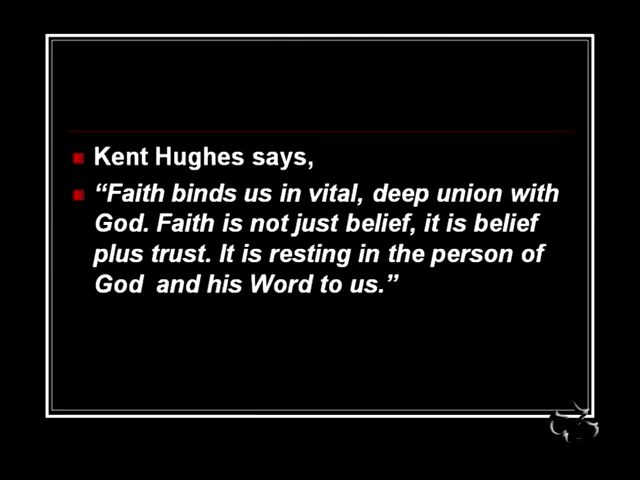 Kent Hughes says,
“Faith binds us in vital, deep union with
God. Faith is not just belief, it is belief
plus trust. It is resting in the person of
God  and his Word to us.”